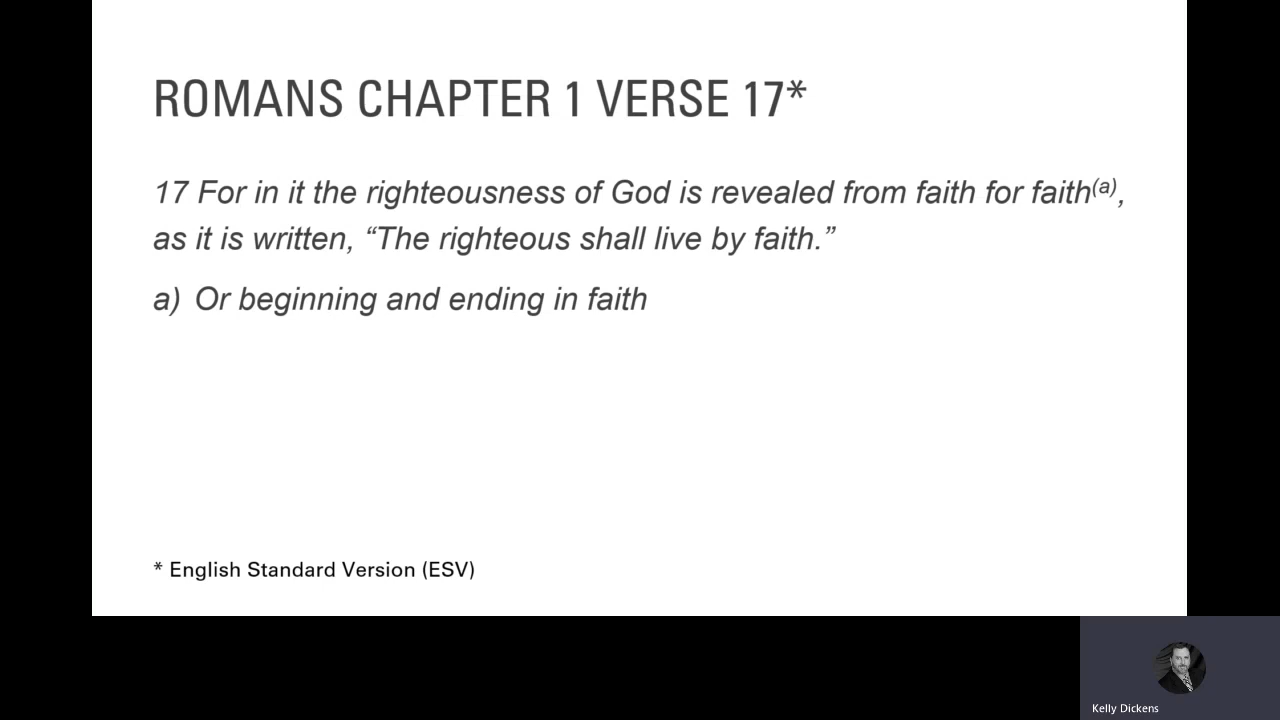 ROMANS CHAPTER 1 VERSE 17*
17 For in it the righteousness of God is revealed from faith for faith(a),
as it is written, “The righteous shall live by faith.”
a) Or beginning and ending in faith
* English Standard Version (ESV)
Kelly Dickens